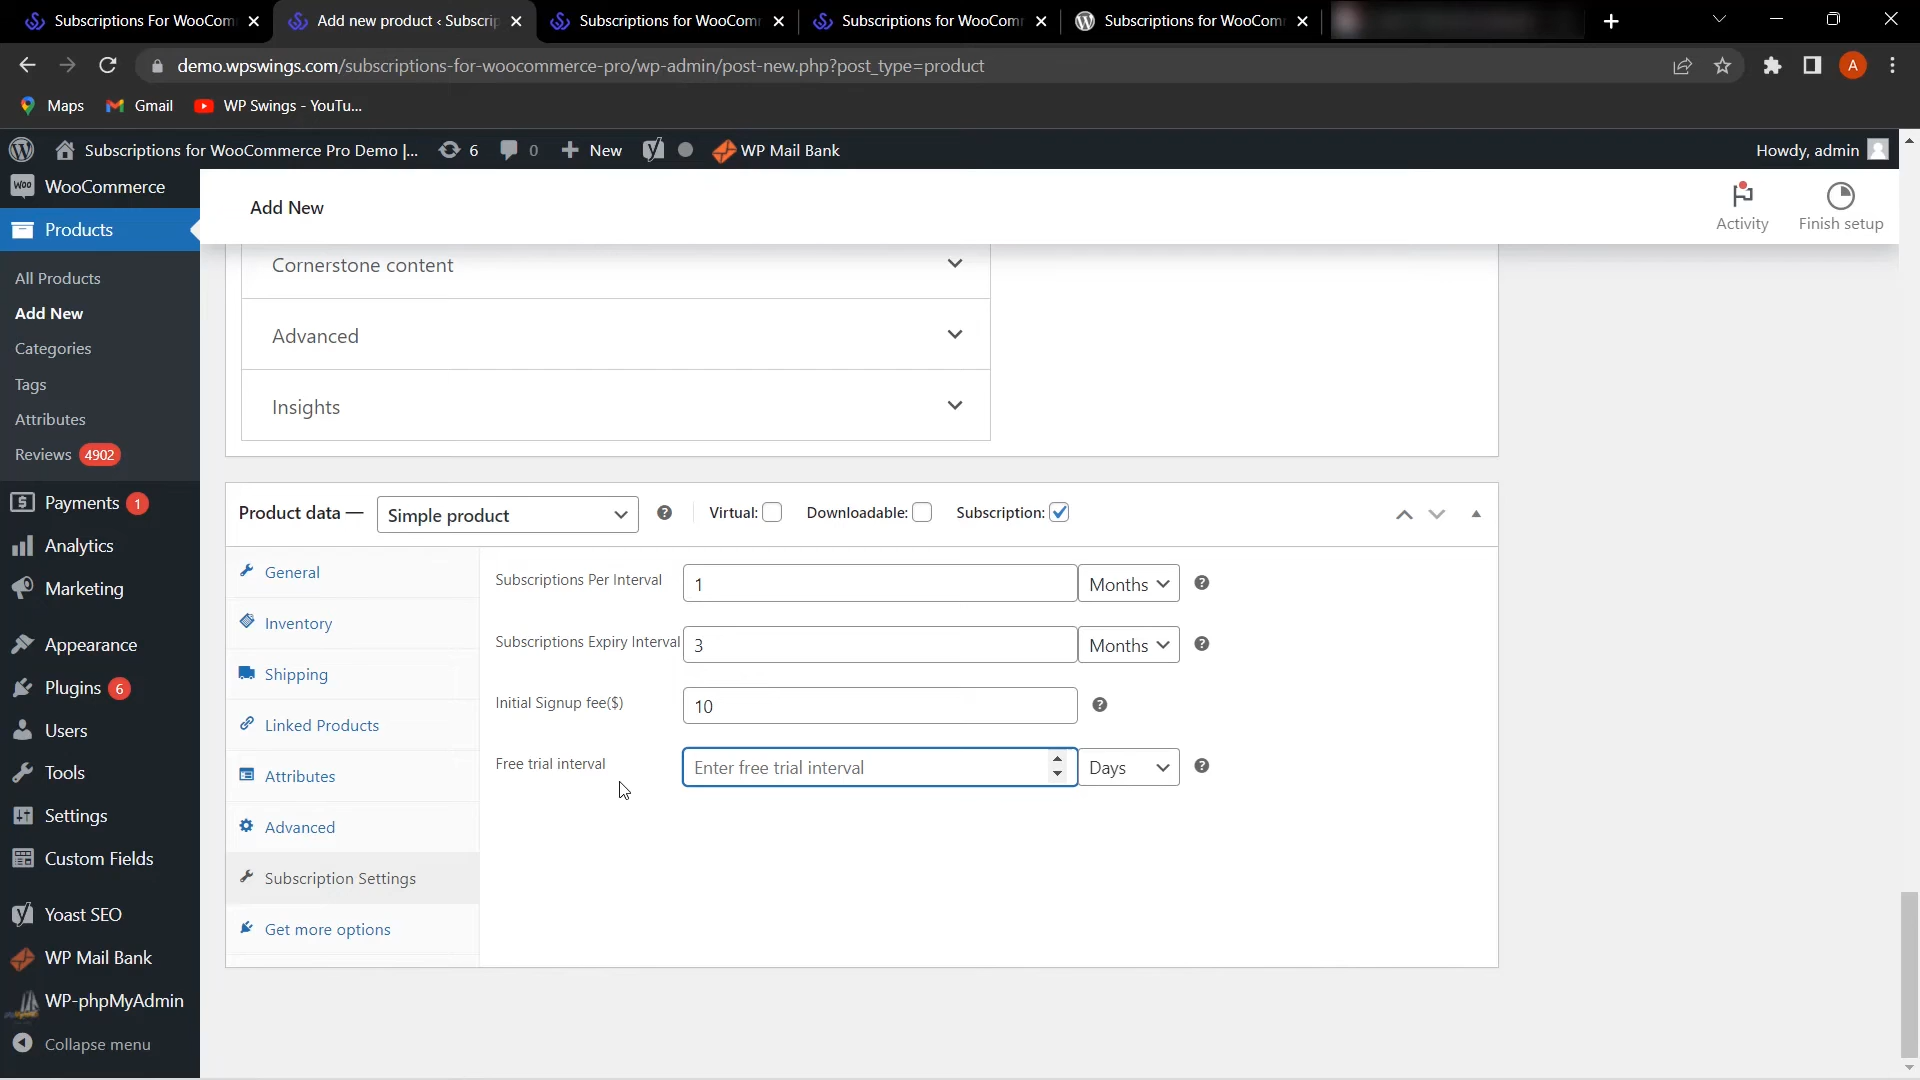 Subscriptions For WooCom
Add new product ‹ Subscrip
Subscriptions for WooComm
Subscriptions for WooCom
Subscriptions for WooCom
demo.wpswings.com/subscriptions-for-woocommerce-pro/wp-admin/post-new.php?post_type=product
A
Maps
Gmail
WP Swings - YouTu...
Subscriptions for WooCommerce Pro Demo |...
6
0
New
WP Mail Bank
Howdy, admin
WooCommerce
Products
All Products
Add New
Categories
Tags
Attributes
Reviews 4902
Payments 1
Analytics
Marketing
Appearance
Plugins 6
Users
Tools
Settings
Custom Fields
Yoast SEO
WP Mail Bank
WP-phpMyAdmin
Collapse menu
Add New
Activity
Finish setup
Cornerstone content
Advanced
Insights
Product data — Simple product Virtual: Downloadable: Subscription:
General
Inventory
Shipping
Linked Products
Attributes
Advanced
Subscription Settings
Get more options
Subscriptions Per Interval 1 Months
Subscriptions Expiry Interval 3 Months
Initial Signup fee($) 10
Free trial interval Enter free trial interval Days